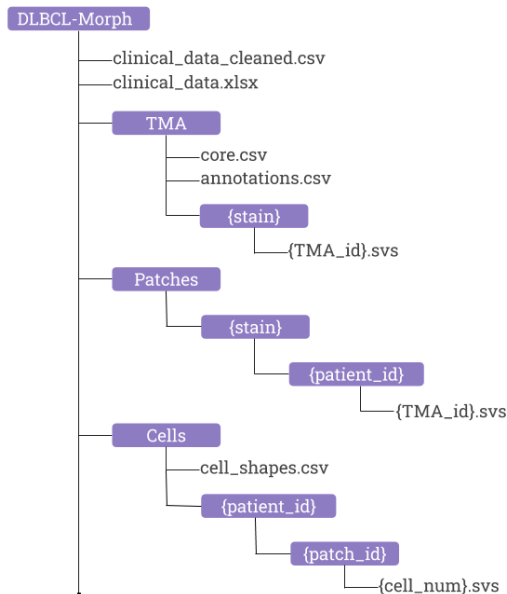 DLBCL-Morph
clinical_data_cleaned.csv
clinical_data.xlsx
TMA
core.csv
annotations.csv
{stain}
{TMA_id}.svs
Patches
{stain}
{patient_id}
{TMA_id}.svs
Cells
cell_shapes.csv
{patient_id}
{patch_id}
{cell_num}.svs